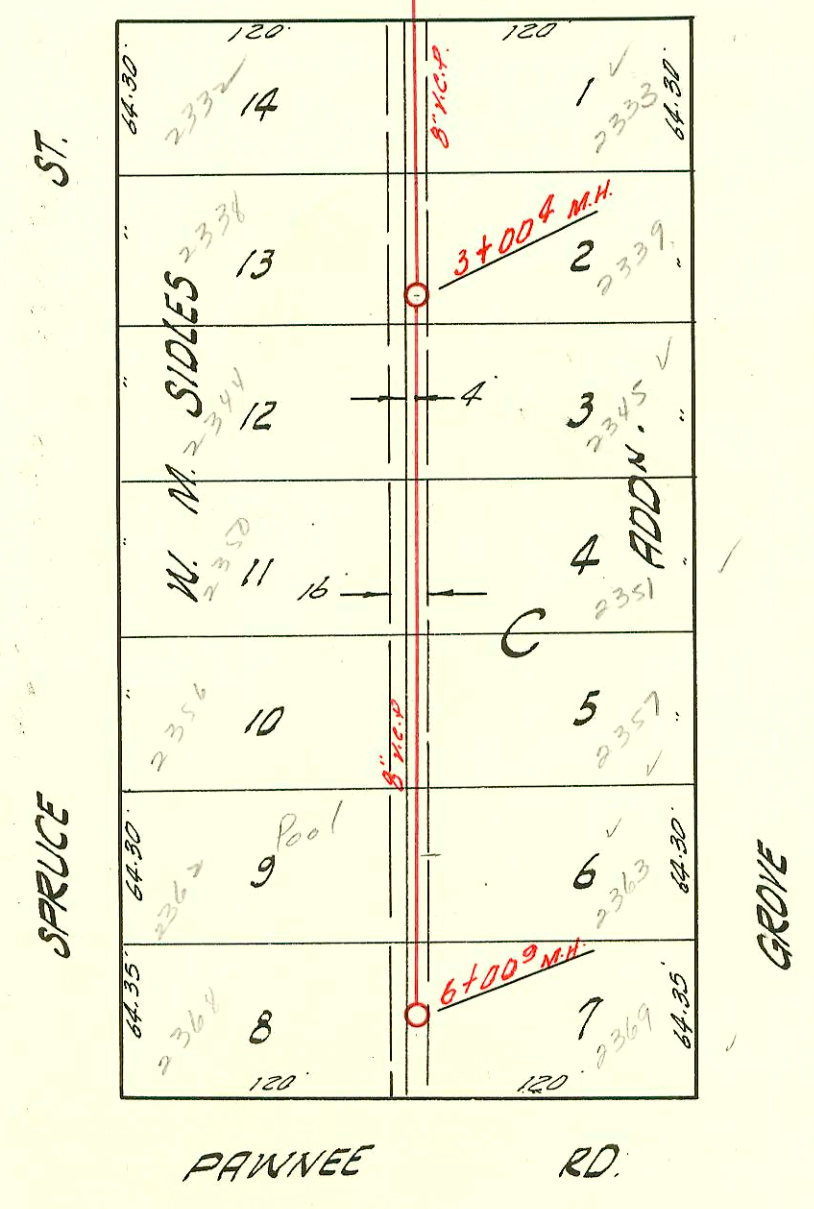 120' 120'
64.30' 2332 14 8" V.C.P. 1 2333 64.30'
ST.
" 2338 13 3+00⁴ M.H. 2 2339 "
W. M. SIDLES ADDN.
" 2344 12 4' 3 2345 "
" 2350 11 16 4 2351 "
C
" 2356 10 8" V.C.P 5 2357 "
Pool
SPRUCE 64.30' 2362 9 6 2363 64.30' GROVE
64.35' 2368 8 6+00⁹ M.H. 7 2369 64.35'
120' 120'
PAWNEE RD.